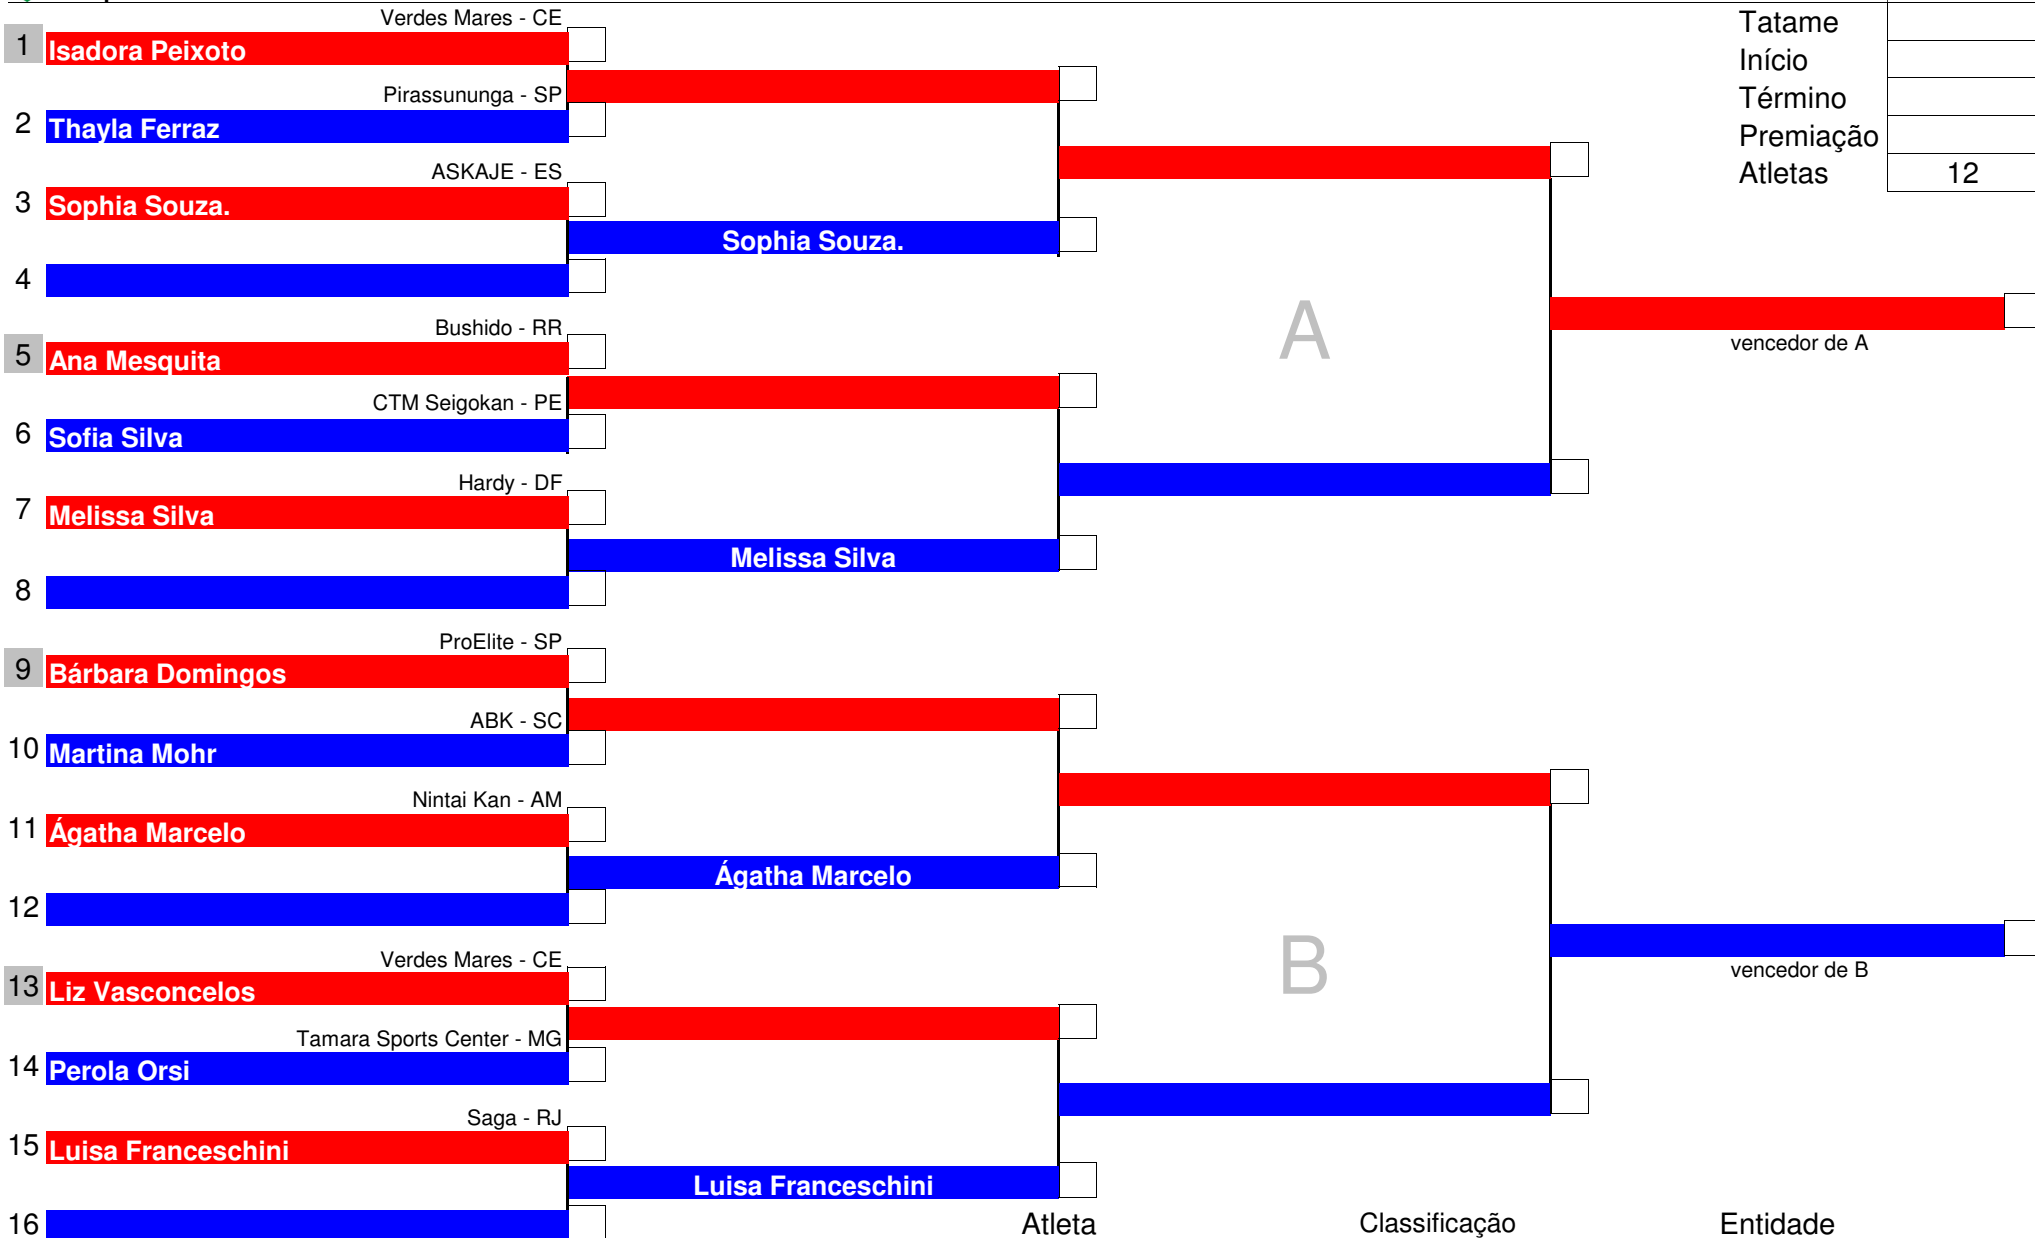 Verdes Mares - CE
1 Isadora Peixoto
Pirassununga - SP
2 Thayla Ferraz
ASKAJE - ES
3 Sophia Souza.
Sophia Souza.
4
Bushido - RR
5 Ana Mesquita
CTM Seigokan - PE
6 Sofia Silva
Hardy - DF
7 Melissa Silva
Melissa Silva
8
ProElite - SP
9 Bárbara Domingos
ABK - SC
10 Martina Mohr
Nintai Kan - AM
11 Ágatha Marcelo
Ágatha Marcelo
12
Verdes Mares - CE
13 Liz Vasconcelos
Tamara Sports Center - MG
14 Perola Orsi
Saga - RJ
15 Luisa Franceschini
Luisa Franceschini
16
A
vencedor de A
B
vencedor de B
Tatame
Início
Término
Premiação
Atletas 12
Atleta Classificação Entidade